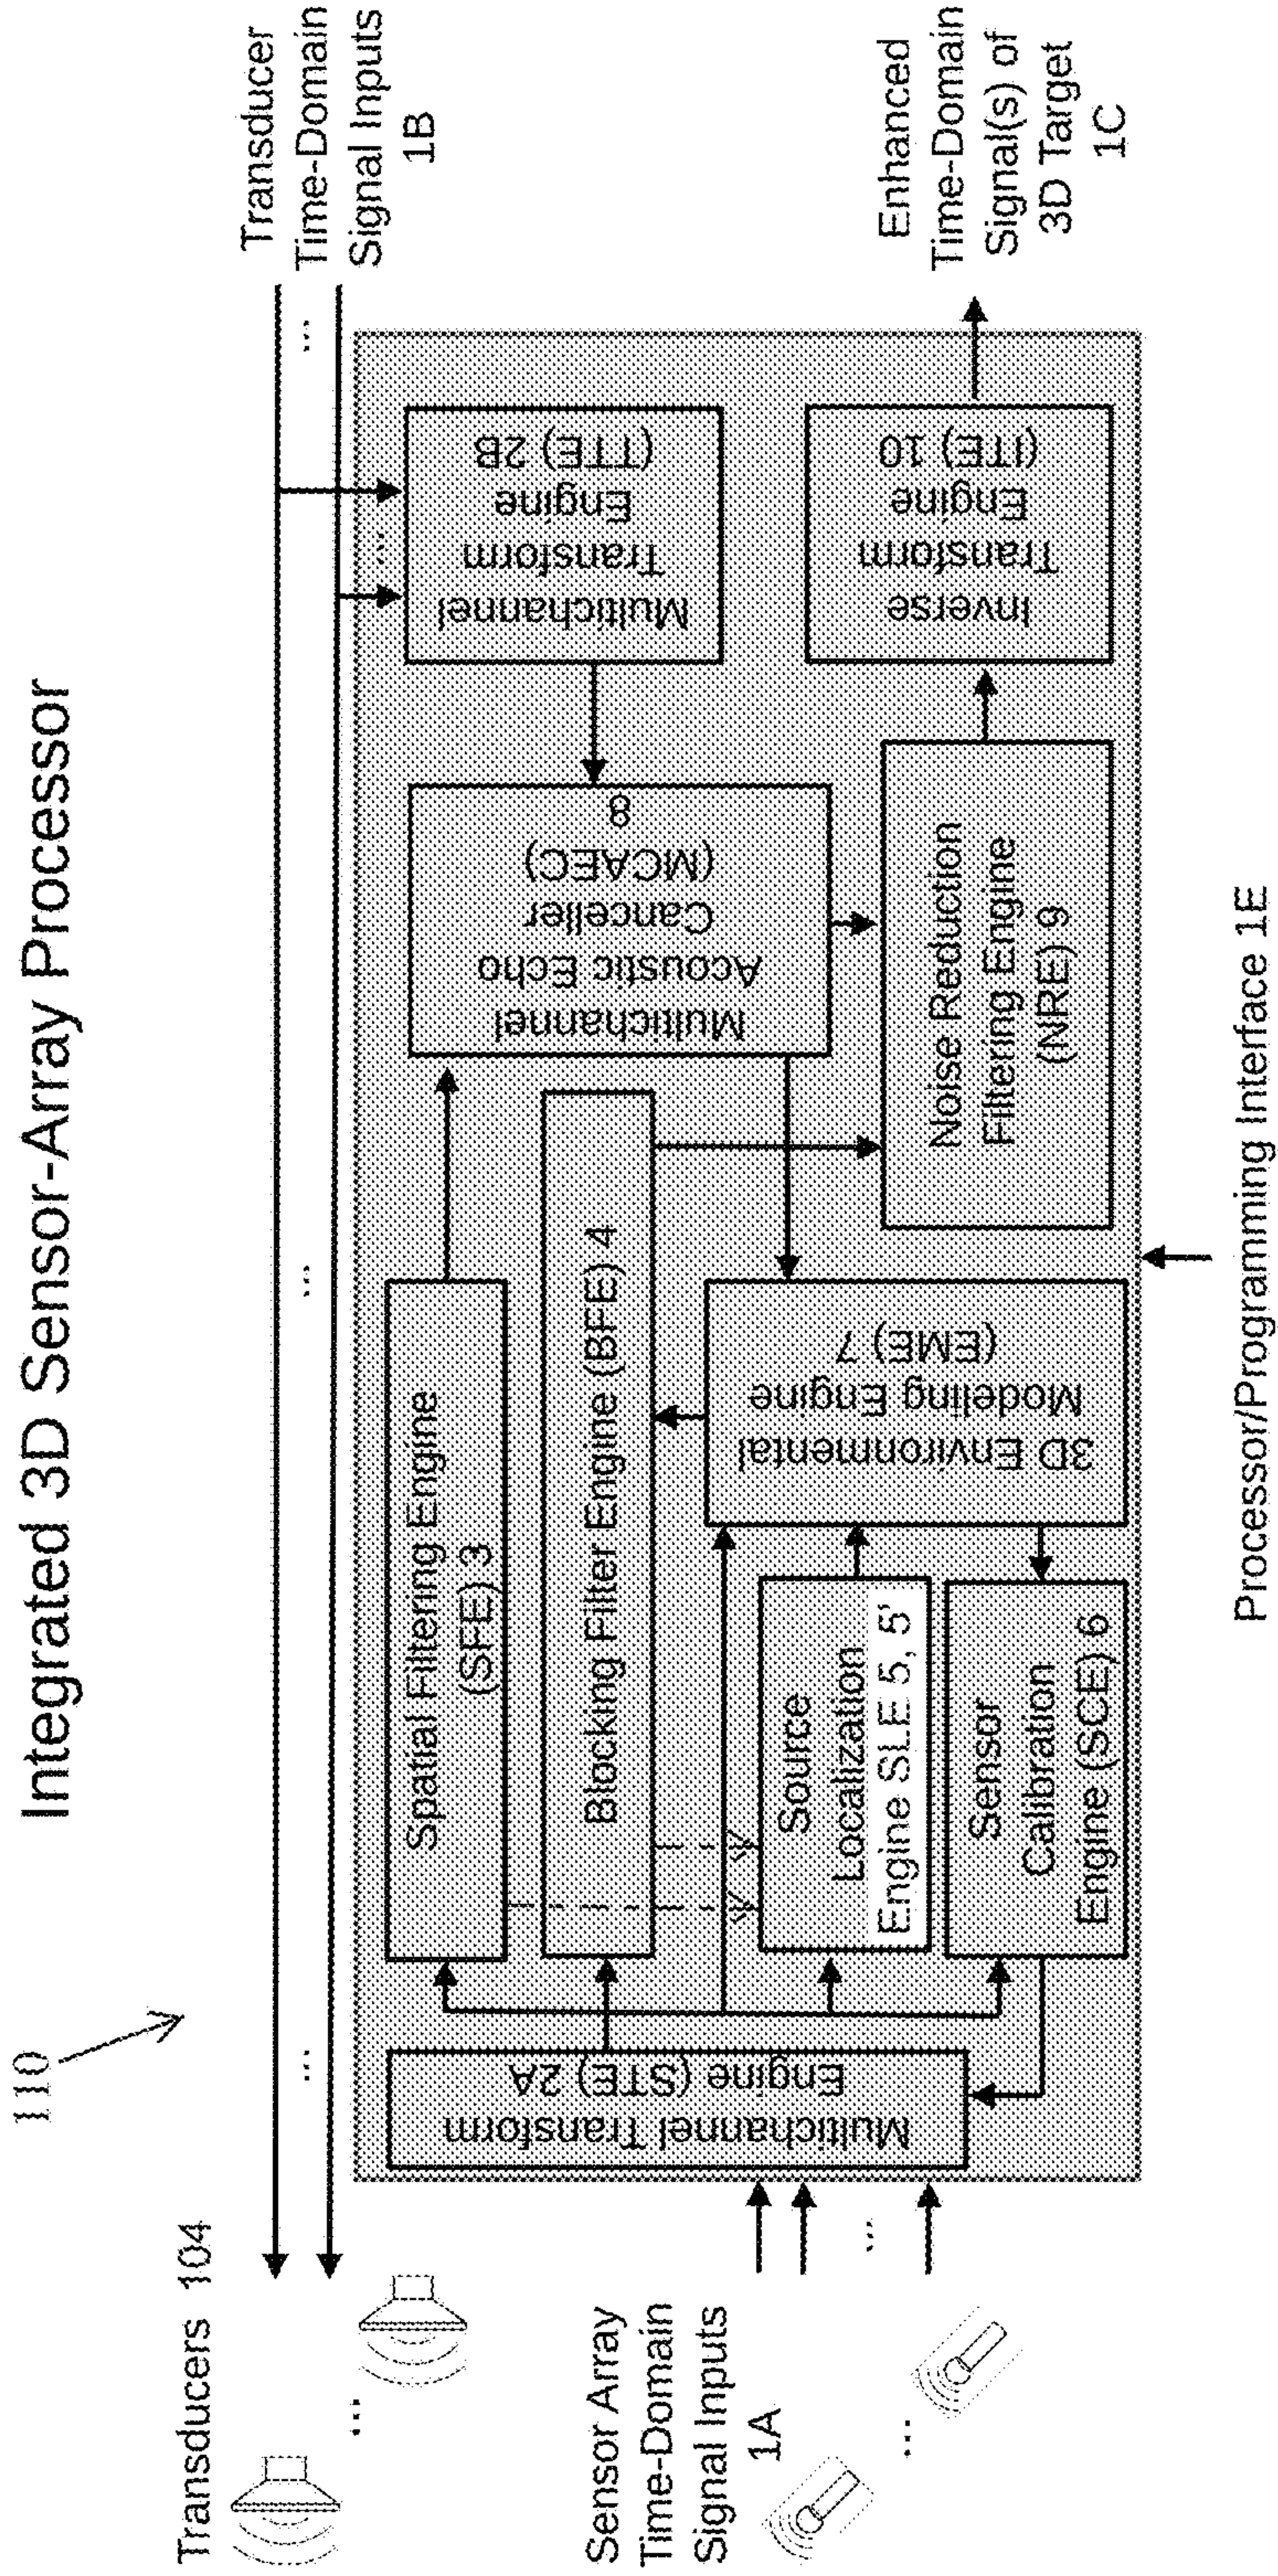 Integrated 3D Sensor-Array Processor
110
Transducers 104
...
...
...
...
Transducer
Time-Domain
Signal Inputs
1B
Sensor Array
Time-Domain
Signal Inputs
1A
...
...
Multichannel Transform
Engine (STE) 2A
Spatial Filtering Engine
(SFE) 3
Blocking Filter Engine (BFE) 4
Source
Localization
Engine SLE 5, 5'
Sensor
Calibration
Engine (SCE) 6
3D Environmental
Modeling Engine
(EME) 7
Multichannel
Acoustic Echo
Canceller
(MCAEC)
8
Noise Reduction
Filtering Engine
(NRE) 9
...
Multichannel
Transform
Engine
(TTE) 2B
Inverse
Transform
Engine
(ITE) 10
Enhanced
Time-Domain
Signal(s) of
3D Target
1C
Processor/Programming Interface 1E